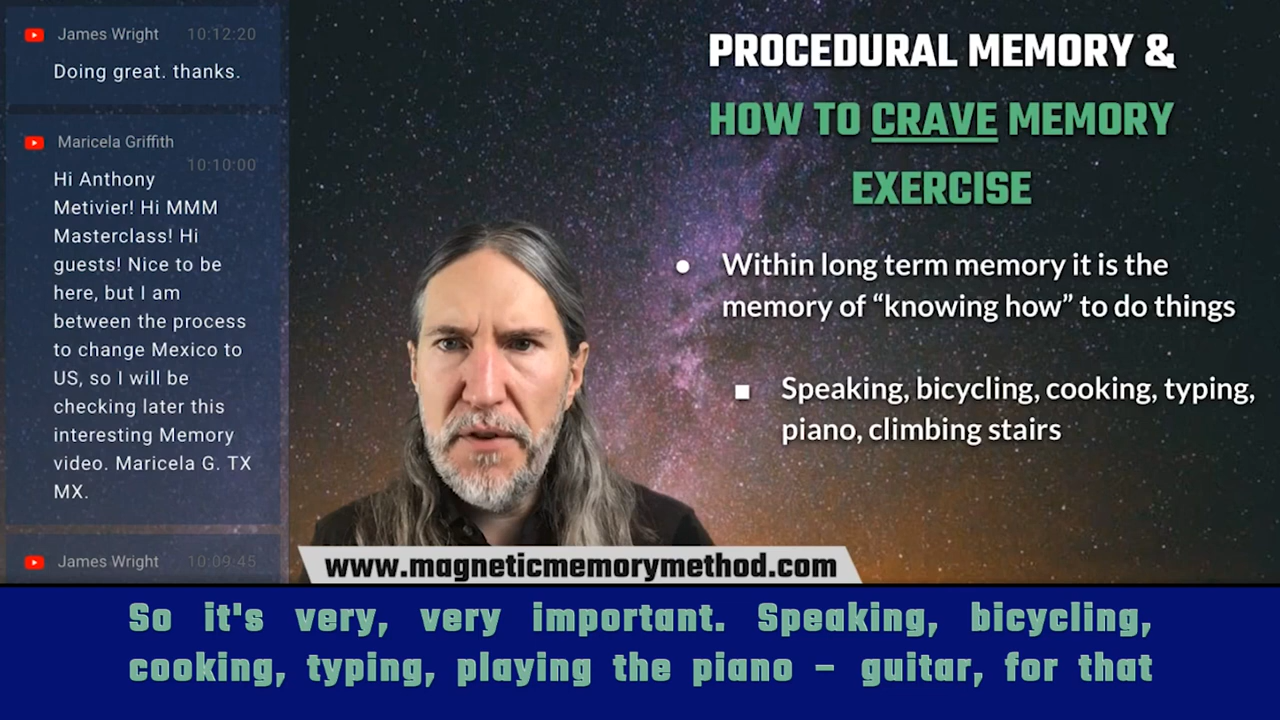 James Wright 10:12:20
Doing great. thanks.
Maricela Griffith
10:10:00
Hi Anthony
Metivier! Hi MMM
Masterclass! Hi
guests! Nice to be
here, but I am
between the process
to change Mexico to
US, so I will be
checking later this
interesting Memory
video. Maricela G. TX
MX.
James Wright 10:09:45
PROCEDURAL MEMORY &
HOW TO CRAVE MEMORY
EXERCISE
• Within long term memory it is the
memory of “knowing how” to do things
▪ Speaking, bicycling, cooking, typing,
piano, climbing stairs
www.magneticmemorymethod.com
So it's very, very important. Speaking, bicycling,
cooking, typing, playing the piano – guitar, for that